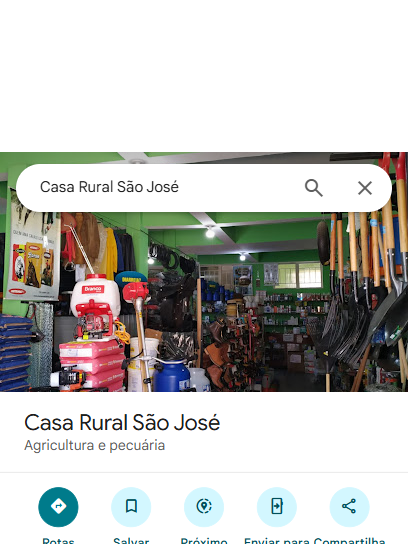 Casa Rural São José
Branco
Casa Rural São José
Agricultura e pecuária
Rotas
Salvar
Próximo
Enviar para
Compartilha